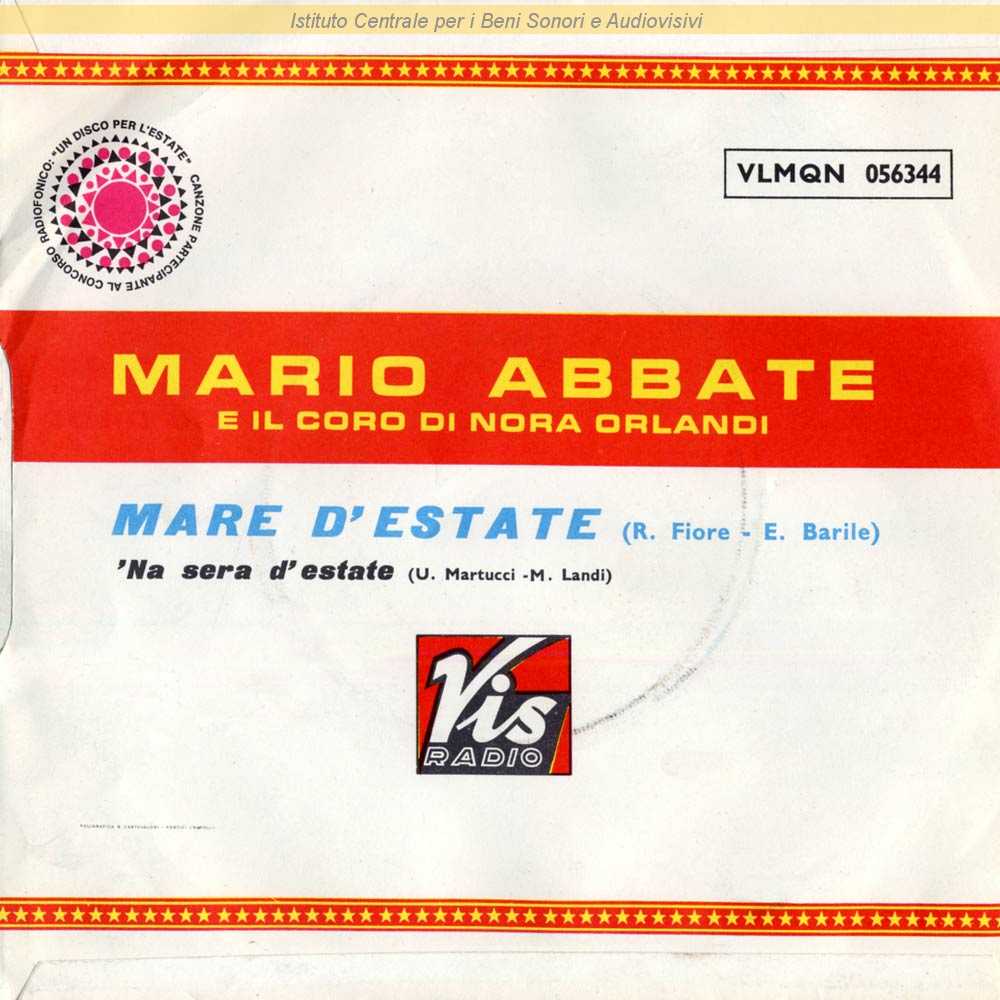 Istituto Centrale per i Beni Sonori e Audiovisivi
CANZONE PARTECIPANTE AL CONCORSO RADIOFONICO: "UN DISCO PER L'ESTATE"
VLMQN 056344
MARIO ABBATE
E IL CORO DI NORA ORLANDI
MARE D'ESTATE (R. Fiore - E. Barile)
'Na sera d'estate (U. Martucci -M. Landi)
Vis
RADIO